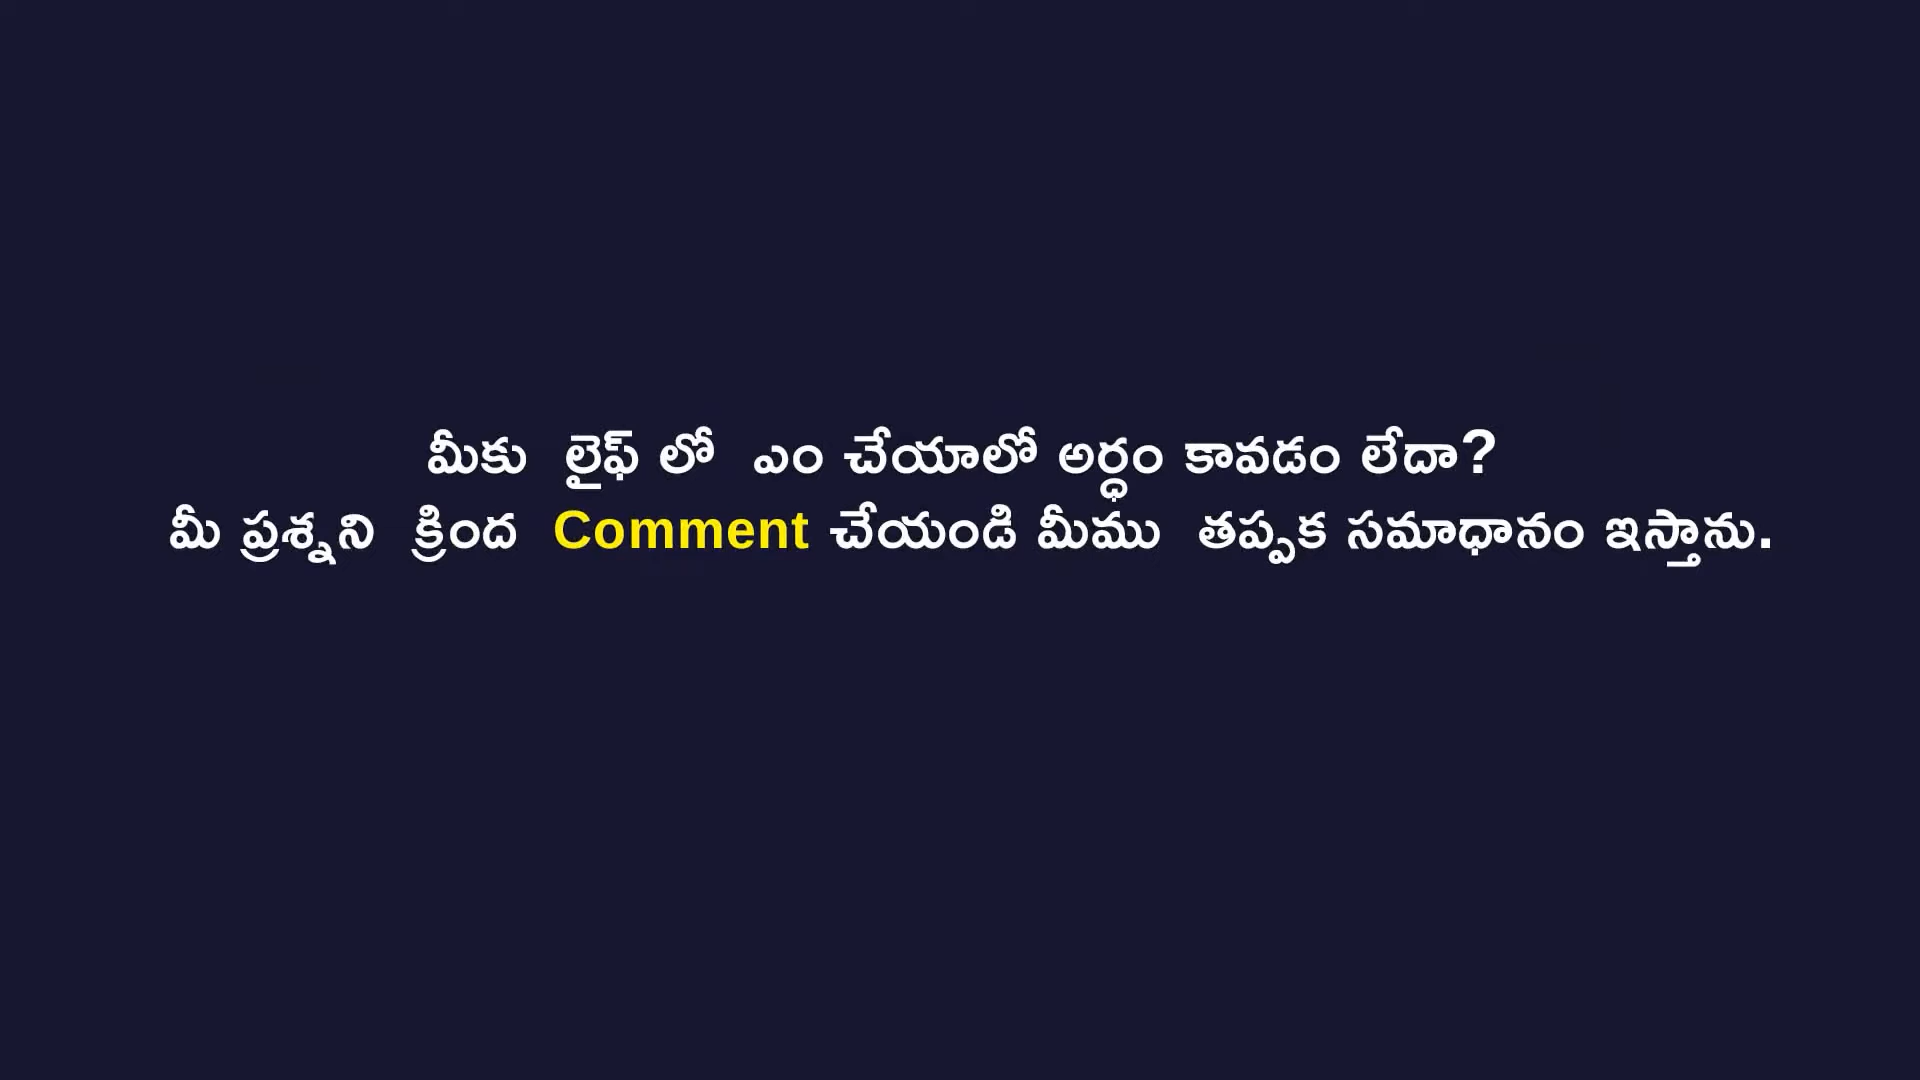 మీకు లైఫ్ లో ఎం చేయాలో అర్ధం కావడం లేదా?
మీ ప్రశ్నని క్రింద Comment చేయండి మీము తప్పక సమాధానం ఇస్తాను.